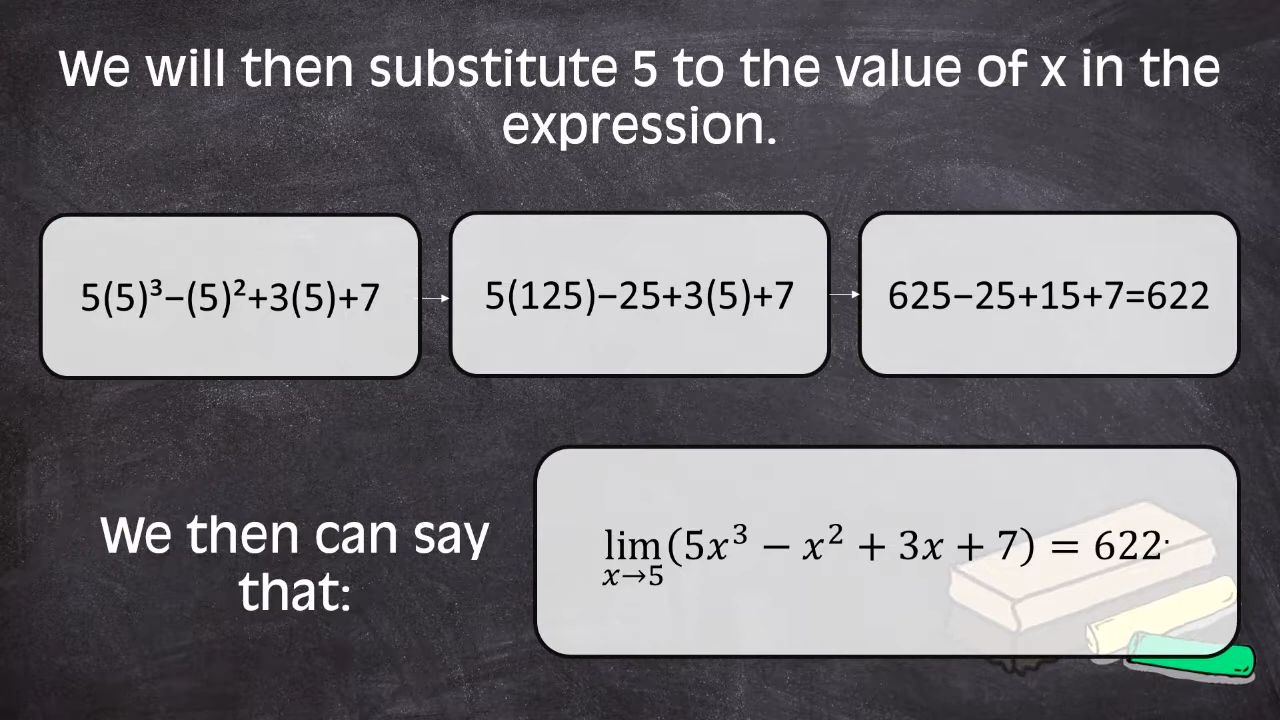 We will then substitute 5 to the value of x in the
expression.
5(5)³−(5)²+3(5)+7
5(125)−25+3(5)+7
625−25+15+7=622
We then can say
that:
lim(5x³ − x² + 3x + 7) = 622.
x→5